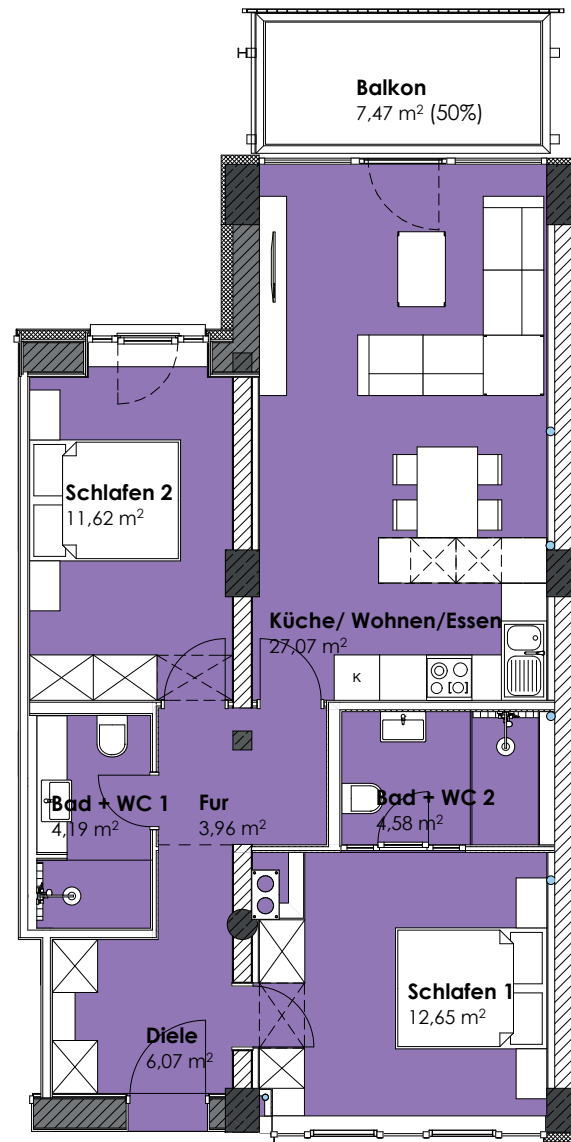 Balkon
7,47 m² (50%)
Schlafen 2
11,62 m²
Küche/ Wohnen/Essen
27,07 m²
K
Bad + WC 1
4,19 m²
Fur
3,96 m²
Bad + WC 2
4,58 m²
Schlafen 1
12,65 m²
Diele
6,07 m²